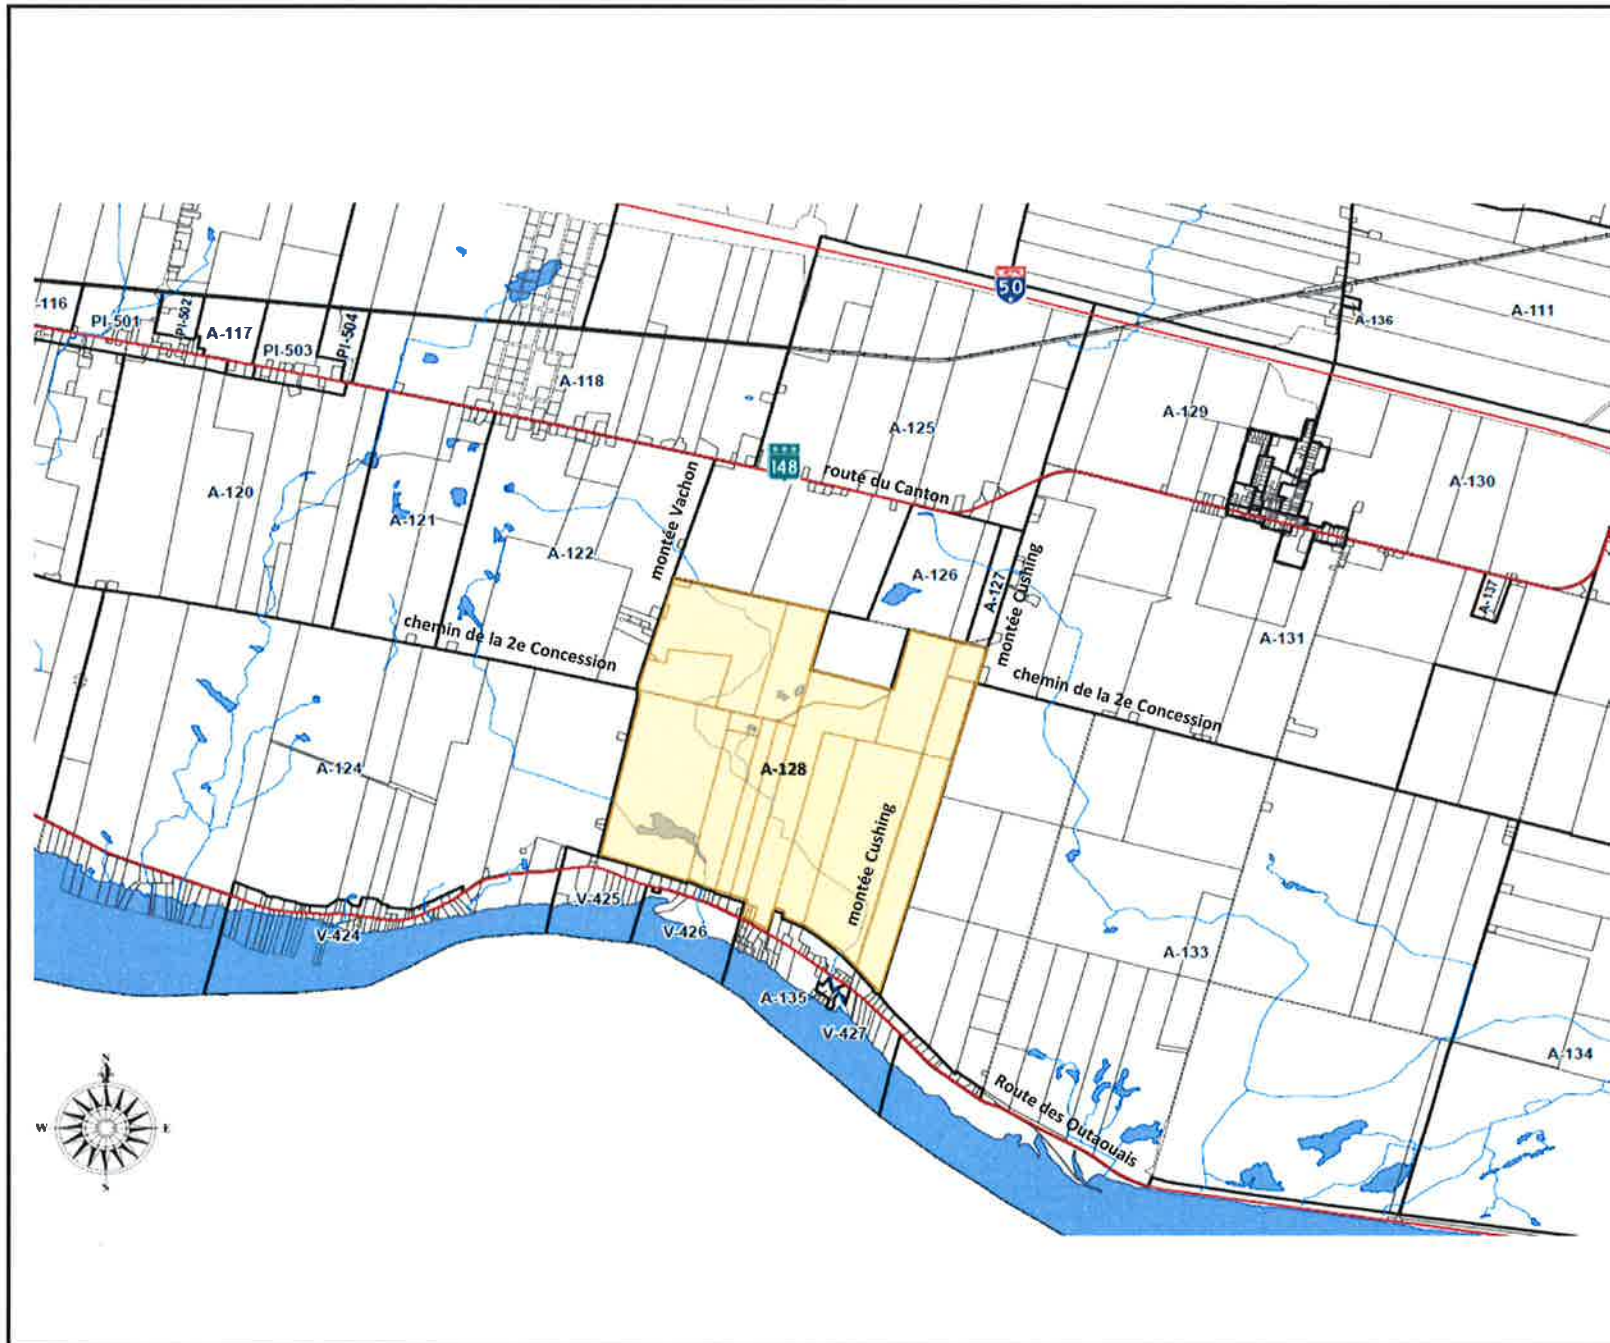 50
-116
PI-501
PI-502
A-117
PI-503
PI-504
A-118
A-136
A-111
A-129
A-125
148
route du Canton
A-130
A-120
A-121
A-122
montée Vachon
A-126
A-127
montée Cushing
A-137
A-131
chemin de la 2e Concession
chemin de la 2e Concession
A-124
A-128
montée Cushing
V-424
V-425
V-426
A-133
A-135
V-427
A-134
Route des Outaouais
N
W
E
S